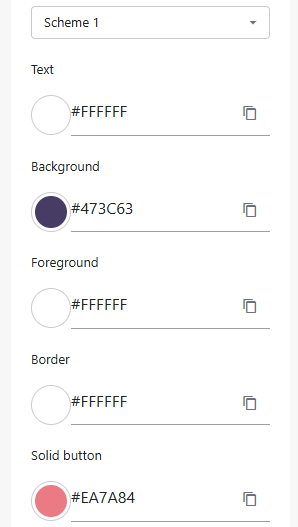 Scheme 1
Text
#FFFFFF
Background
#473C63
Foreground
#FFFFFF
Border
#FFFFFF
Solid button
#EA7A84